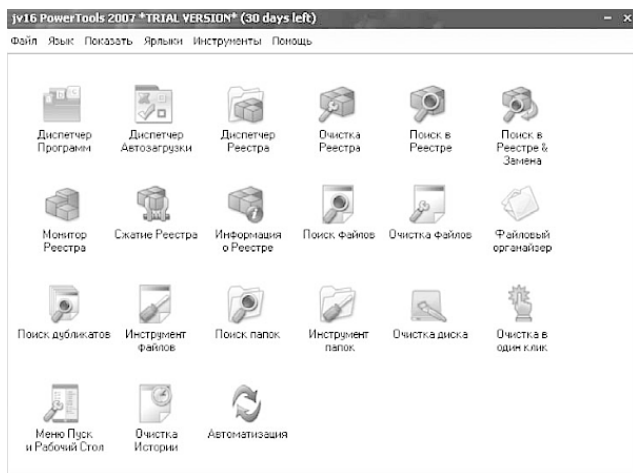 jv16 PowerTools 2007 *TRIAL VERSION* (30 days left)
Файл Язык Показать Ярлыки Инструменты Помощь
Диспетчер Программ
Диспетчер Автозагрузки
Диспетчер Реестра
Очистка Реестра
Поиск в Реестре
Поиск в Реестре & Замена
Монитор Реестра
Сжатие Реестра
Информация о Реестре
Поиск Файлов
Очистка Файлов
Файловый органайзер
Поиск дубликатов
Инструмент файлов
Поиск папок
Инструмент папок
Очистка диска
Очистка в один клик
Меню Пуск и Рабочий Стол
Очистка Истории
Автоматизация